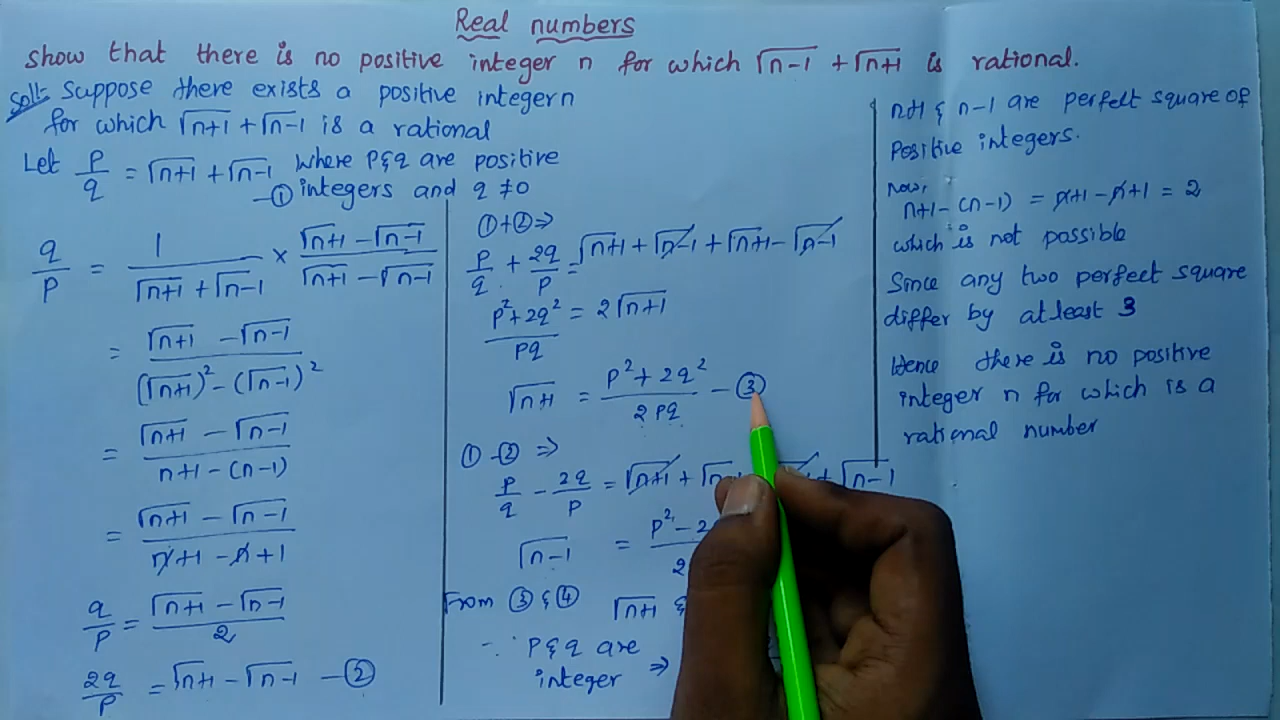 Real numbers
show that there is no positive integer n for which √n-1 + √n+1 is rational.
Soln:- Suppose there exists a positive integer n
for which √n+1 + √n-1 is a rational
Let p/q = √n+1 + √n-1 where p & q are positive
-① integers and q ≠ 0
q/p = 1/(√n+1 + √n-1) × (√n+1 - √n-1)/(√n+1 - √n-1)
= (√n+1 - √n-1)/((√n+1)² - (√n-1)²)
= (√n+1 - √n-1)/(n+1 - (n-1))
= (√n+1 - √n-1)/(n+1 - n + 1)
q/p = (√n+1 - √n-1)/2
2q/p = √n+1 - √n-1 - ②
① + ② ⇒
p/q + 2q/p = √n+1 + √n-1 + √n+1 - √n-1
(p² + 2q²)/pq = 2√n+1
√n+1 = (p² + 2q²)/2pq - ③
① - ② ⇒
p/q - 2q/p = √n+1 + √n-1 + √n-1
√n-1 = p² - 2
From ③ & ④ √n+1 &
∵ p & q are
integer ⇒
n+1 & n-1 are perfelt square of
Positive integers.
now,
n+1 - (n-1) = n+1 - n+1 = 2
which is not possible
Since any two perfect square
differ by atleast 3
Hence there is no positive
integer n for which is a
rational number